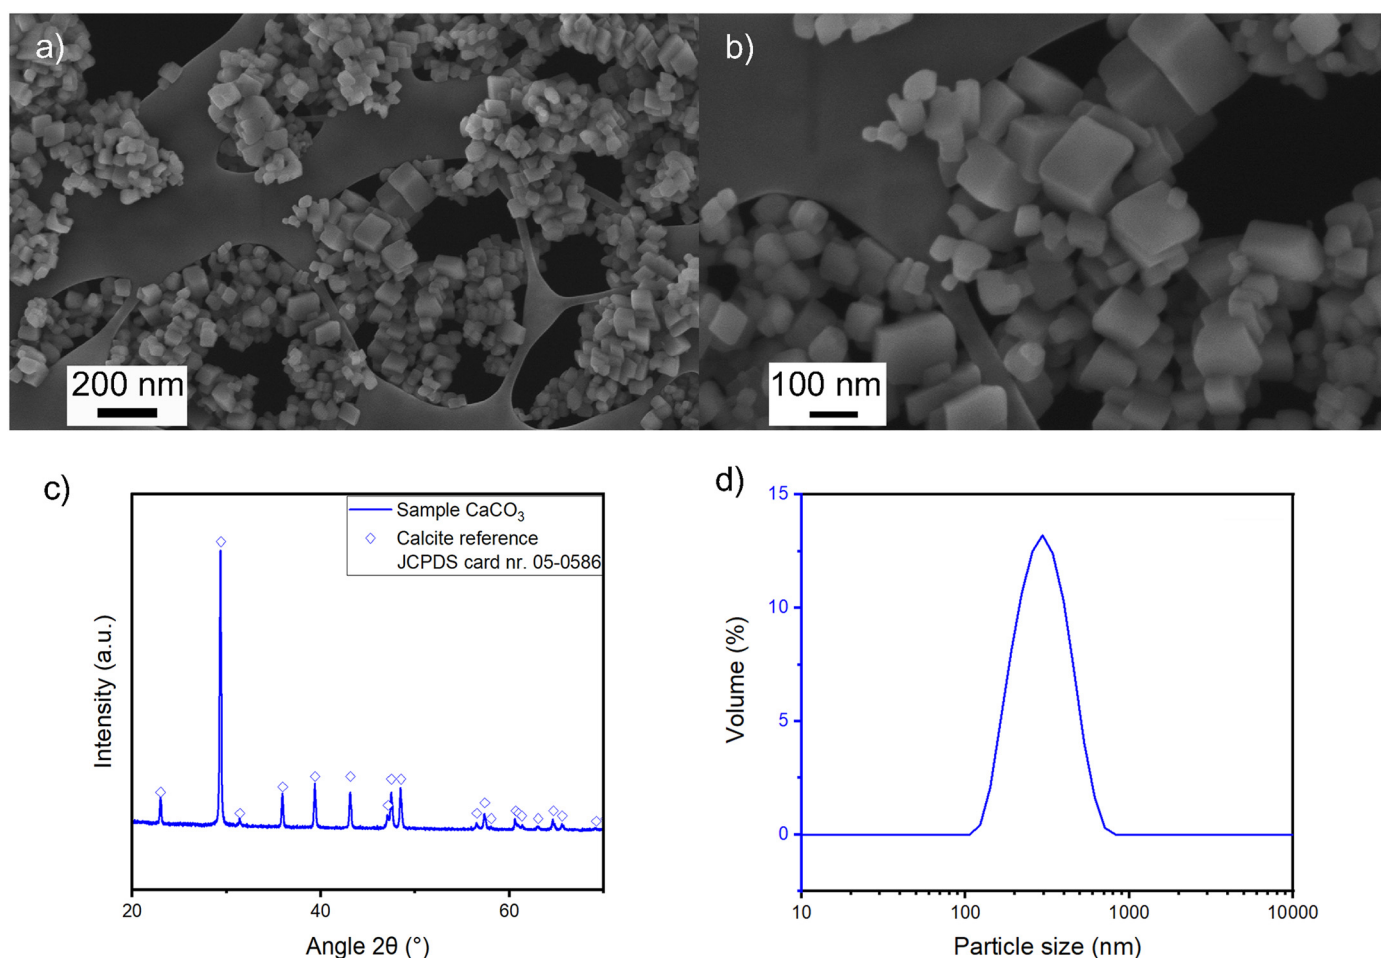 a)
b)
200 nm
100 nm
c)
Sample CaCO₃
Calcite reference
JCPDS card nr. 05-0586
Intensity (a.u.)
20
40
60
Angle 2θ (°)
d)
15
10
5
0
Volume (%)
10
100
1000
10000
Particle size (nm)